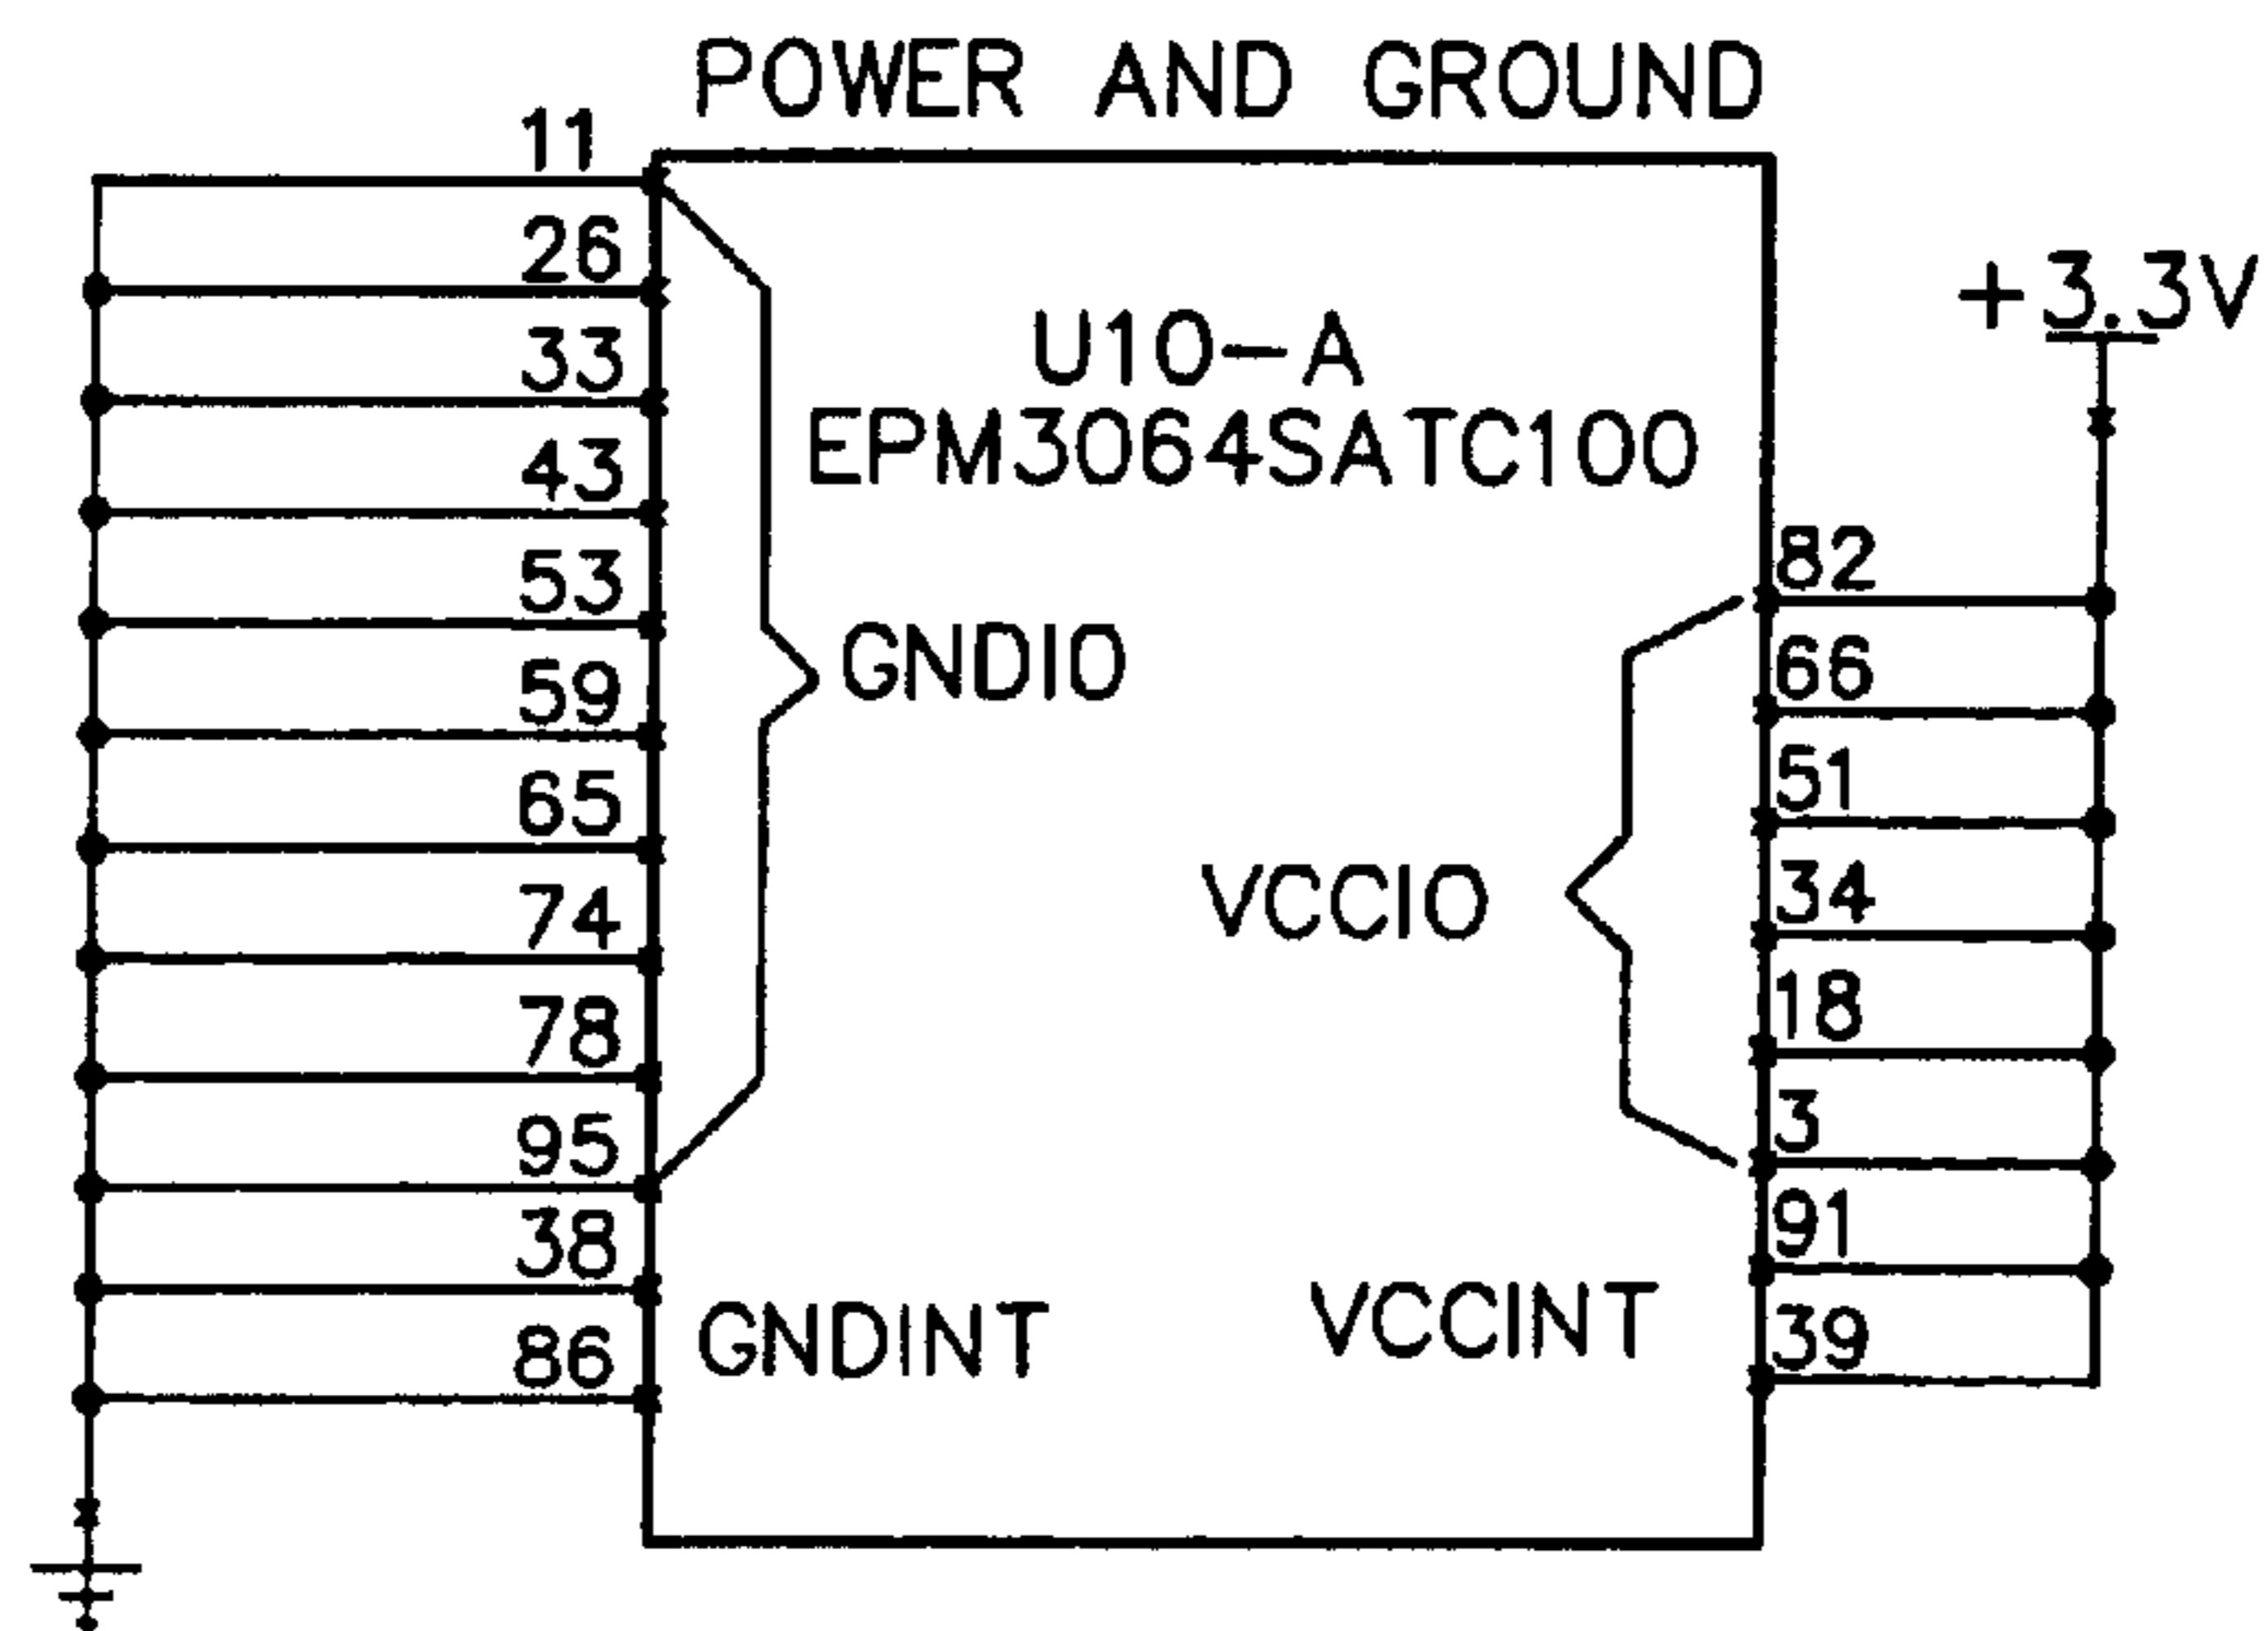 POWER AND GROUND
11
26
33
43
53
59
65
74
78
95
38
86
U10-A
EPM3064SATC100
GNDIO
VCCIO
GNDINT
VCCINT
+3.3V
82
66
51
34
18
3
91
39